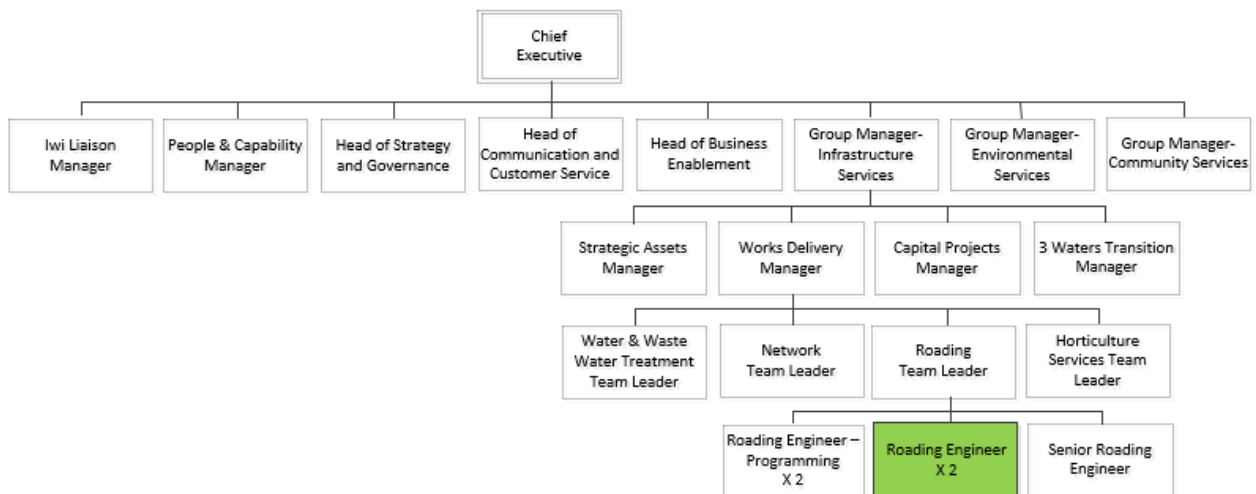 Chief
Executive
Iwi Liaison
Manager
People & Capability
Manager
Head of Strategy
and Governance
Head of
Communication and
Customer Service
Head of Business
Enablement
Group Manager-
Infrastructure
Services
Group Manager-
Environmental
Services
Group Manager-
Community Services
Strategic Assets
Manager
Works Delivery
Manager
Capital Projects
Manager
3 Waters Transition
Manager
Water & Waste
Water Treatment
Team Leader
Network
Team Leader
Roading
Team Leader
Horticulture
Services Team
Leader
Roading Engineer –
Programming
X 2
Roading Engineer
X 2
Senior Roading
Engineer